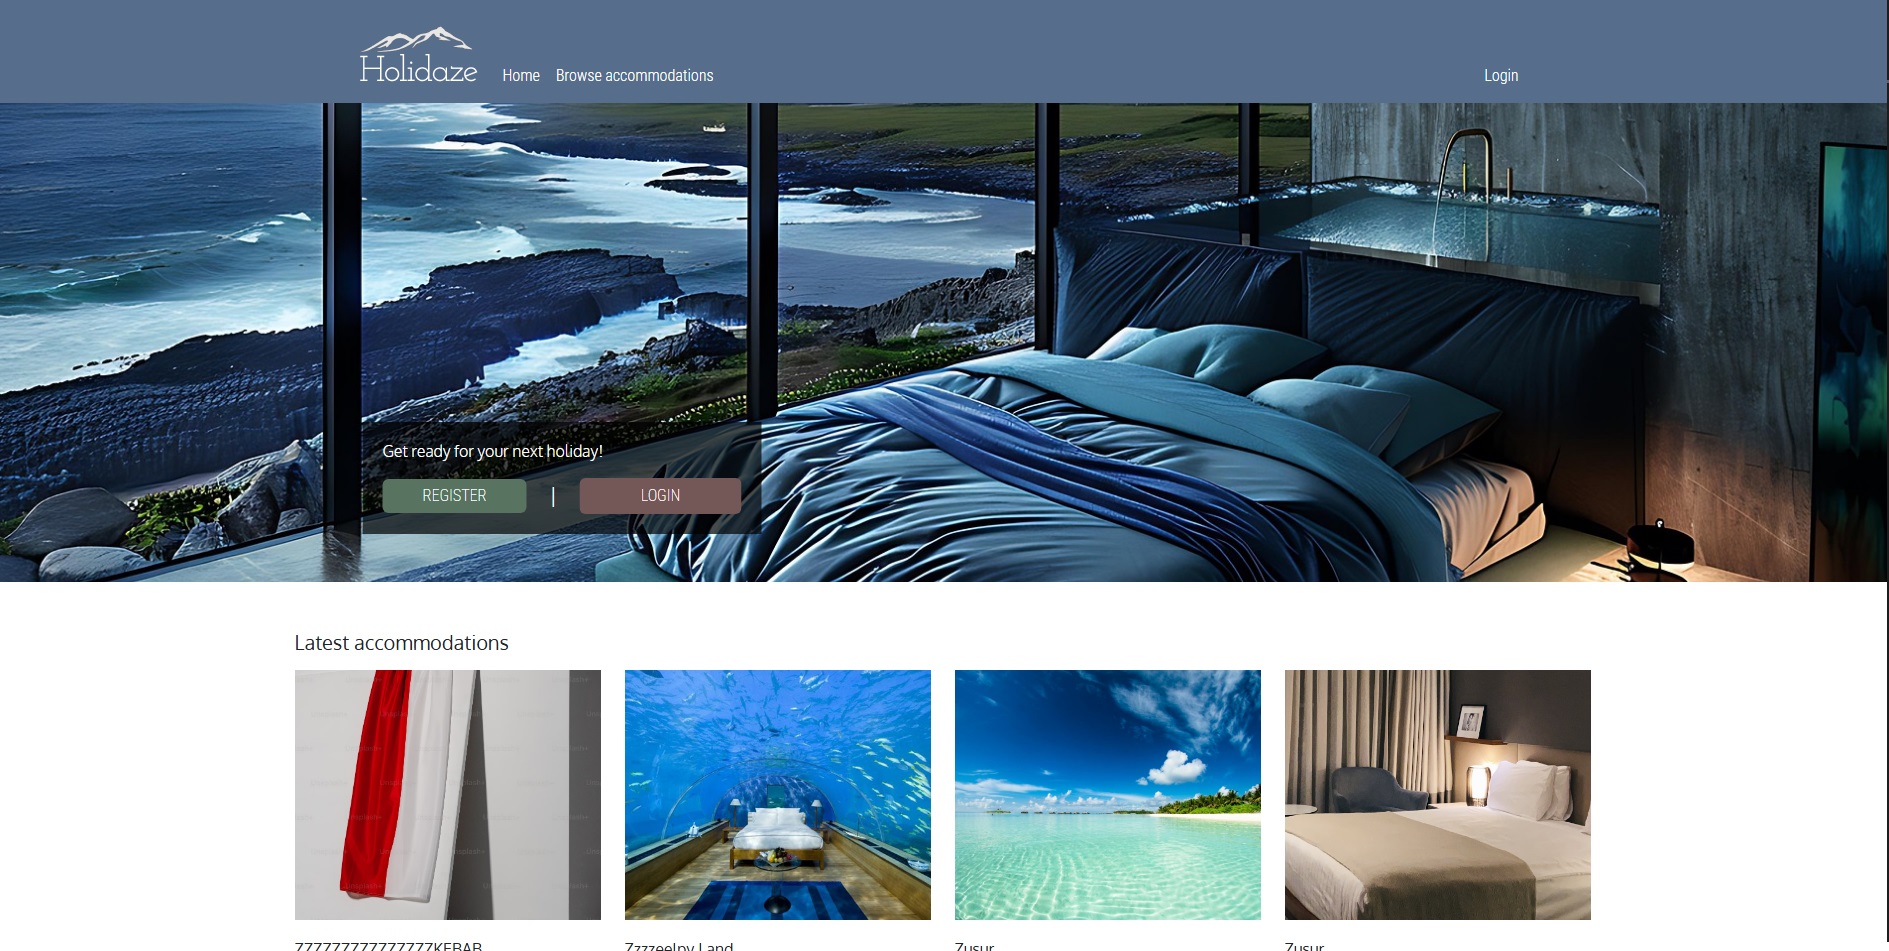 Holidaze
Home
Browse accommodations
Login
Get ready for your next holiday!
REGISTER
|
LOGIN
Latest accommodations
Zzzzeelpy Land
Zusur
Zusur